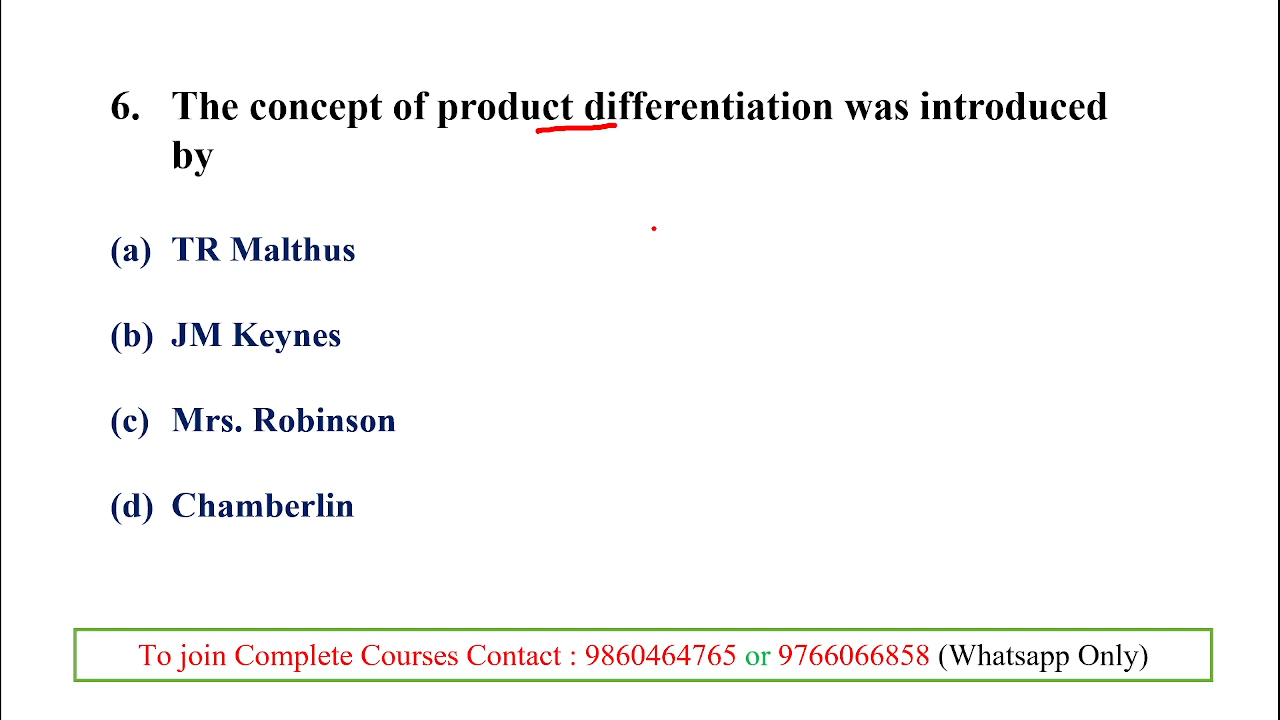 6. The concept of product differentiation was introduced
by
(a) TR Malthus
(b) JM Keynes
(c) Mrs. Robinson
(d) Chamberlin
To join Complete Courses Contact : 9860464765 or 9766066858 (Whatsapp Only)